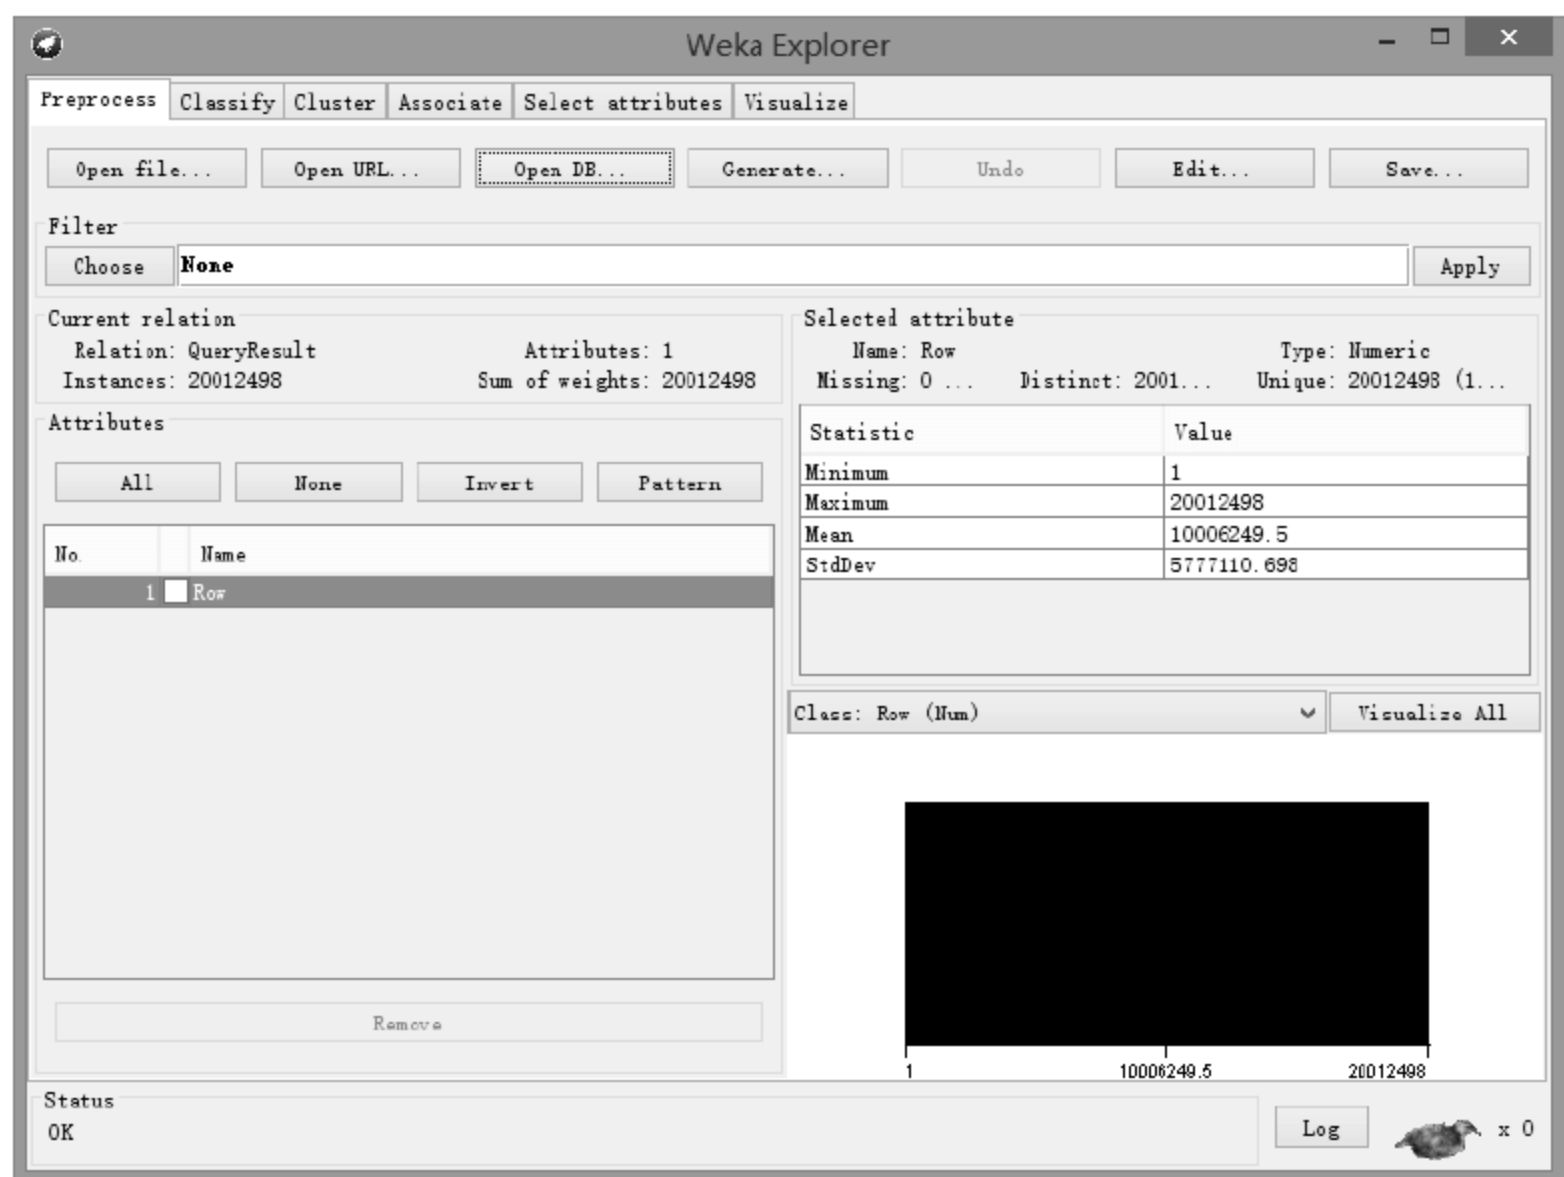 Weka Explorer
Preprocess Classify Cluster Associate Select attributes Visualize
Open file... Open URL... Open DB... Generate... Undo Edit... Save...
Filter
Choose None Apply
Current relation
Relation: QueryResult Attributes: 1
Instances: 20012498 Sum of weights: 20012498
Selected attribute
Name: Row Type: Numeric
Missing: 0 ... Distinct: 2001... Unique: 20012498 (1...
Statistic Value
Minimum 1
Maximum 20012498
Mean 10006249.5
StdDev 5777110.698
Attributes
All None Invert Pattern
No. Name
1 Row
Remove
Class: Row (Num) Visualize All
1 10006249.5 20012498
Status
OK
Log x 0